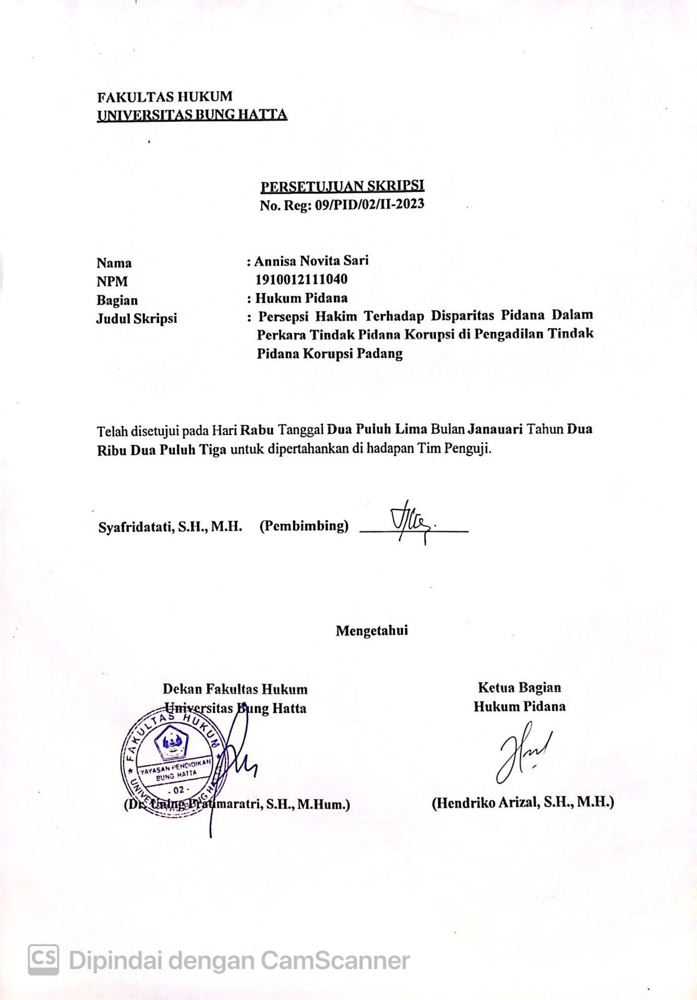 FAKULTAS HUKUM
UNIVERSITAS BUNG HATTA
PERSETUJUAN SKRIPSI
No. Reg: 09/PID/02/II-2023
Nama : Annisa Novita Sari
NPM 1910012111040
Bagian : Hukum Pidana
Judul Skripsi : Persepsi Hakim Terhadap Disparitas Pidana Dalam
Perkara Tindak Pidana Korupsi di Pengadilan Tindak
Pidana Korupsi Padang
Telah disetujui pada Hari Rabu Tanggal Dua Puluh Lima Bulan Janauari Tahun Dua
Ribu Dua Puluh Tiga untuk dipertahankan di hadapan Tim Penguji.
Syafridatati, S.H., M.H. (Pembimbing)
Mengetahui
Dekan Fakultas Hukum
Universitas Bung Hatta
Ketua Bagian
Hukum Pidana
FAKULTAS HUKUM
YAYASAN PENDIDIKAN
BUNG HATTA
- 02 -
UNIVERSITAS BUNG HATTA
(Dr. Uning Pratimaratri, S.H., M.Hum.)
(Hendriko Arizal, S.H., M.H.)
CS Dipindai dengan CamScanner